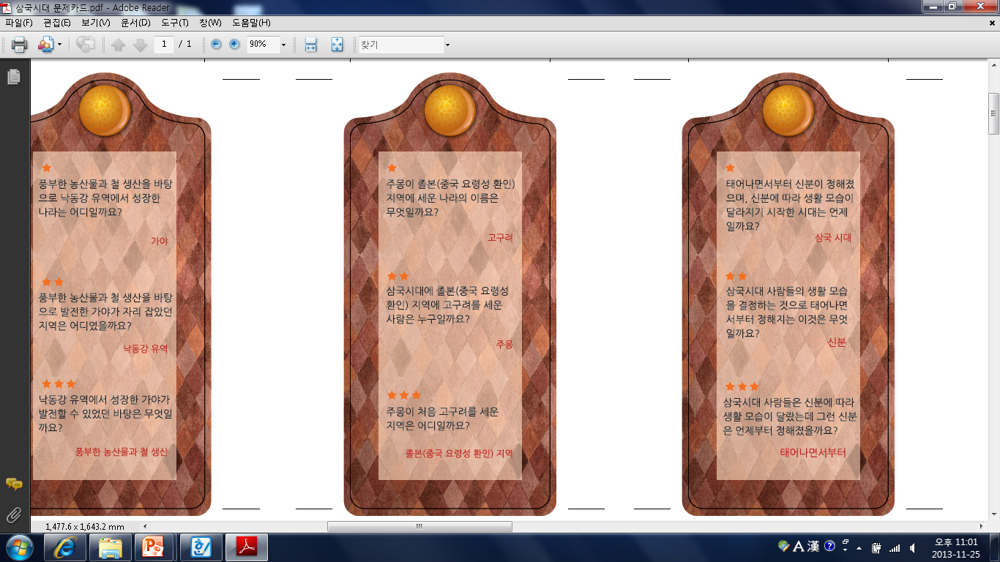 삼국시대 문제카드.pdf - Adobe Reader
파일(F) 편집(E) 보기(V) 문서(D) 도구(T) 창(W) 도움말(H)
1 / 1 90% 찾기
풍부한 농산물과 철 생산을 바탕
으로 낙동강 유역에서 성장한
나라는 어디일까요?
가야
풍부한 농산물과 철 생산을 바탕
으로 발전한 가야가 자리 잡았던
지역은 어디였을까요?
낙동강 유역
낙동강 유역에서 성장한 가야가
발전할 수 있었던 바탕은 무엇일
까요?
풍부한 농산물과 철 생산
주몽이 졸본(중국 요령성 환인)
지역에 세운 나라의 이름은
무엇일까요?
고구려
삼국시대에 졸본(중국 요령성
환인) 지역에 고구려를 세운
사람은 누구일까요?
주몽
주몽이 처음 고구려를 세운
지역은 어디일까요?
졸본(중국 요령성 환인) 지역
태어나면서부터 신분이 정해졌
으며, 신분에 따라 생활 모습이
달라지기 시작한 시대는 언제
일까요?
삼국 시대
삼국시대 사람들의 생활 모습
을 결정하는 것으로 태어나면
서부터 정해지는 이것은 무엇
일까요?
신분
삼국시대 사람들은 신분에 따라
생활 모습이 달랐는데 그런 신분
은 언제부터 정해졌을까요?
태어나면서부터
1,477.6 x 1,643.2 mm
A 漢
오후 11:01
2013-11-25